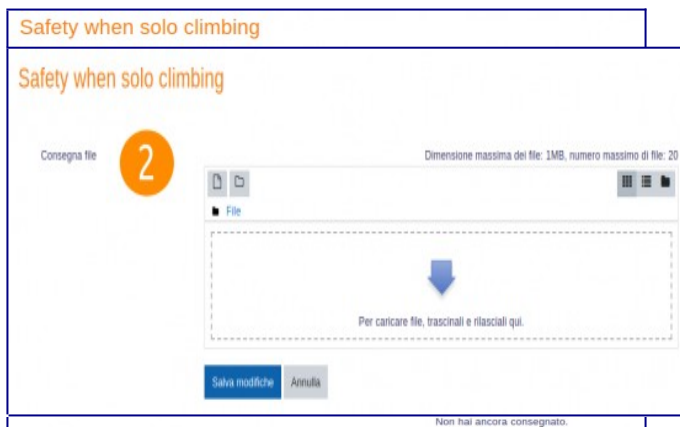 Safety when solo climbing
Safety when solo climbing
Consegna file
2
Dimensione massima dei file: 1MB, numero massimo di file: 20
File
Per caricare file, trascinali e rilasciali qui.
Salva modifiche Annulla
Non hai ancora consegnato.